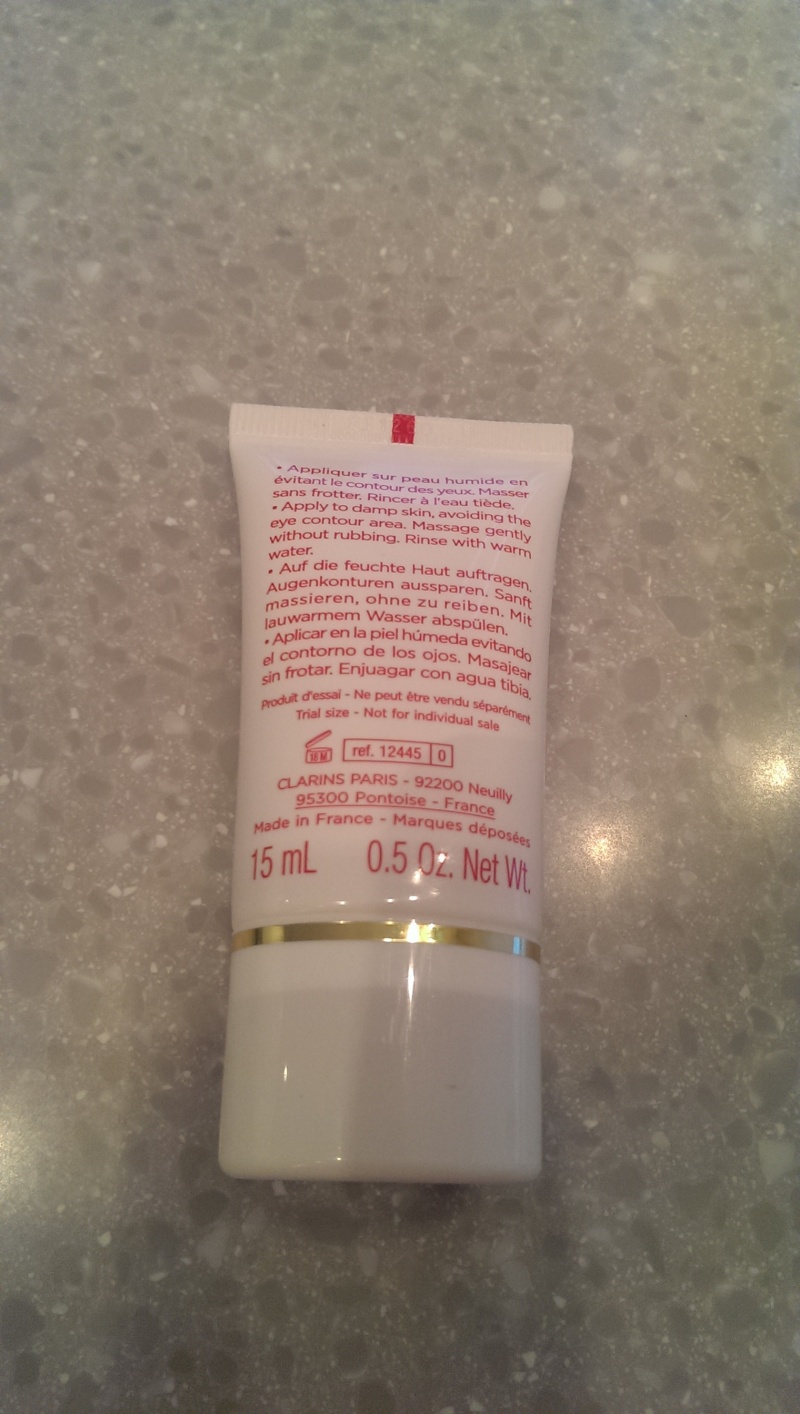 • Appliquer sur peau humide en
évitant le contour des yeux. Masser
sans frotter. Rincer à l'eau tiède.
• Apply to damp skin, avoiding the
eye contour area. Massage gently
without rubbing. Rinse with warm
water.
• Auf die feuchte Haut auftragen.
Augenkonturen aussparen. Sanft
massieren, ohne zu reiben. Mit
lauwarmem Wasser abspülen.
• Aplicar en la piel húmeda evitando
el contorno de los ojos. Masajear
sin frotar. Enjuagar con agua tibia.
Produit d'essai - Ne peut être vendu séparément
Trial size - Not for individual sale
18 M ref. 12445 0
CLARINS PARIS - 92200 Neuilly
95300 Pontoise - France
Made in France - Marques déposées
15 mL 0.5 Oz. Net Wt.